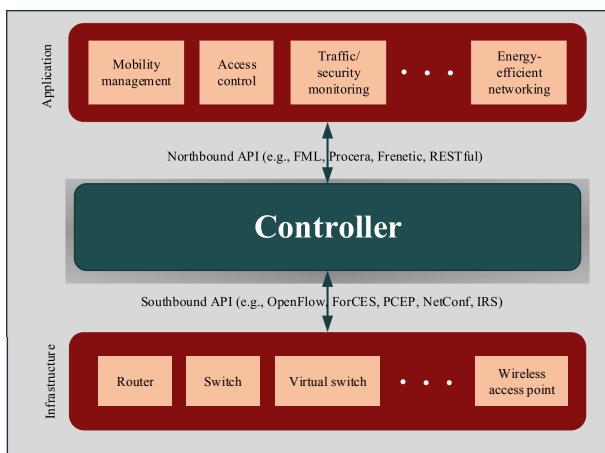 Application
Mobility
management
Access
control
Traffic/
security
monitoring
Energy-
efficient
networking
Northbound API (e.g., FML, Procera, Frenetic, RESTful)
Controller
Southbound API (e.g., OpenFlow, ForCES, PCEP, NetConf, IRS)
Infrastructure
Router
Switch
Virtual switch
Wireless
access point